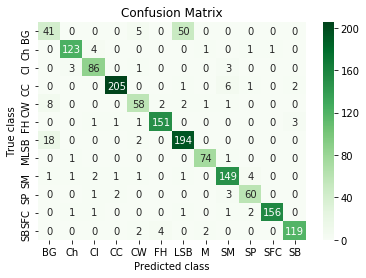 Confusion Matrix
True class
BG 41 0 0 0 5 0 50 0 0 0 0 0
Ch 0 123 4 0 0 0 0 1 0 1 1 0
Cl 0 3 86 0 1 0 0 0 3 0 0 0
CC 0 0 0 205 0 0 1 0 6 1 0 2
CW 8 0 0 0 58 2 2 1 1 0 0 0
FH 0 0 0 1 1 151 0 0 0 0 0 3
LSB 18 0 0 0 2 0 194 0 0 0 0 0
M 0 1 0 0 0 0 0 74 1 0 0 0
SM 1 1 2 1 1 0 1 0 149 4 0 0
SP 0 0 1 2 0 0 0 0 3 60 0 0
SFC 0 1 1 0 0 0 1 0 1 2 156 0
SB 0 0 0 0 2 4 0 2 0 0 0 119
BG Ch Cl CC CW FH LSB M SM SP SFC SB
Predicted class
200
160
120
80
40
0